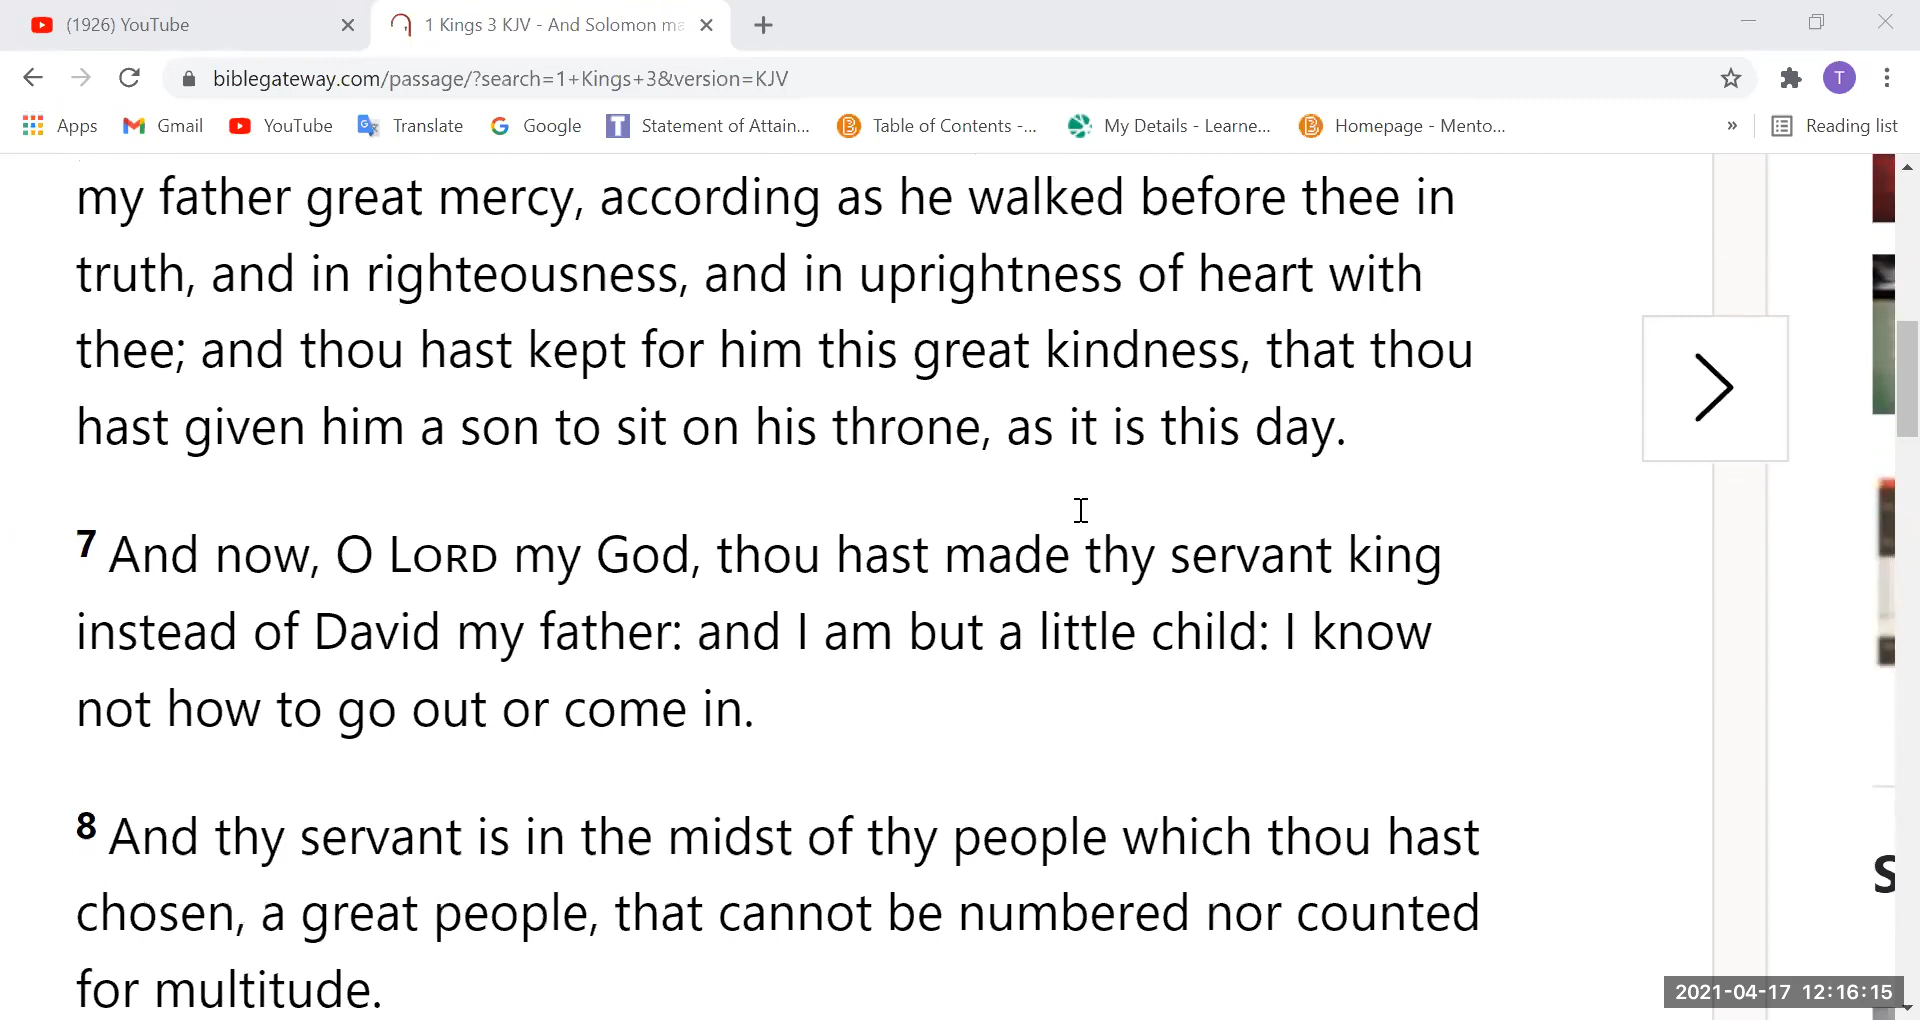 (1926) YouTube
1 Kings 3 KJV - And Solomon ma
biblegateway.com/passage/?search=1+Kings+3&version=KJV
T
Apps Gmail YouTube Translate Google Statement of Attain... Table of Contents -... My Details - Learne... Homepage - Mento... » Reading list
my father great mercy, according as he walked before thee in
truth, and in righteousness, and in uprightness of heart with
thee; and thou hast kept for him this great kindness, that thou
hast given him a son to sit on his throne, as it is this day.
7 And now, O LORD my God, thou hast made thy servant king
instead of David my father: and I am but a little child: I know
not how to go out or come in.
8 And thy servant is in the midst of thy people which thou hast
chosen, a great people, that cannot be numbered nor counted
for multitude.
S
2021-04-17 12:16:15